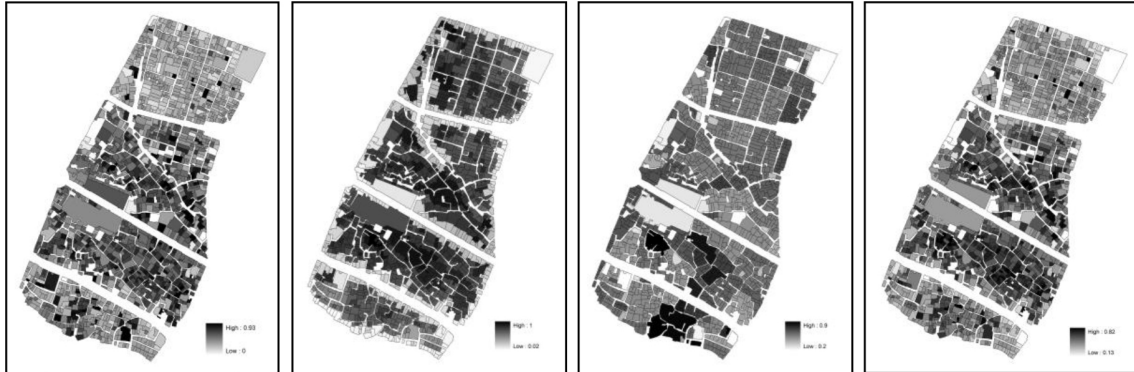 High : 0.93
Low : 0
High : 1
Low : 0.02
High : 0.9
Low : 0.2
High : 0.82
Low : 0.13